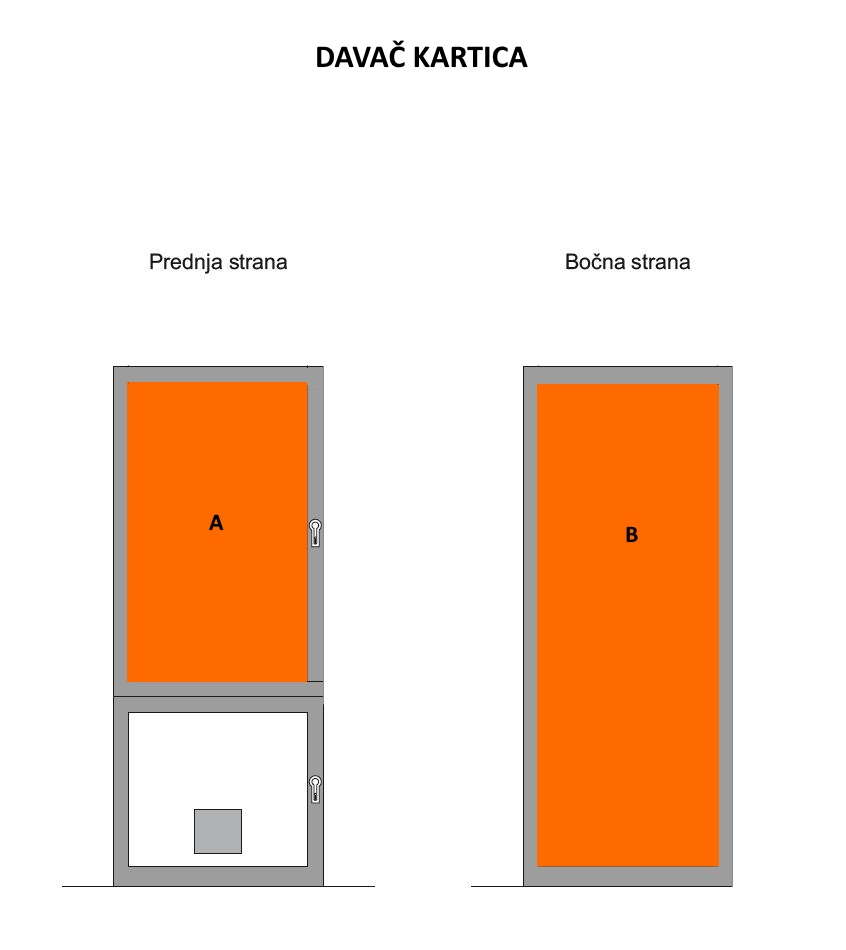 DAVAČ KARTICA
Prednja strana
Bočna strana
A
B